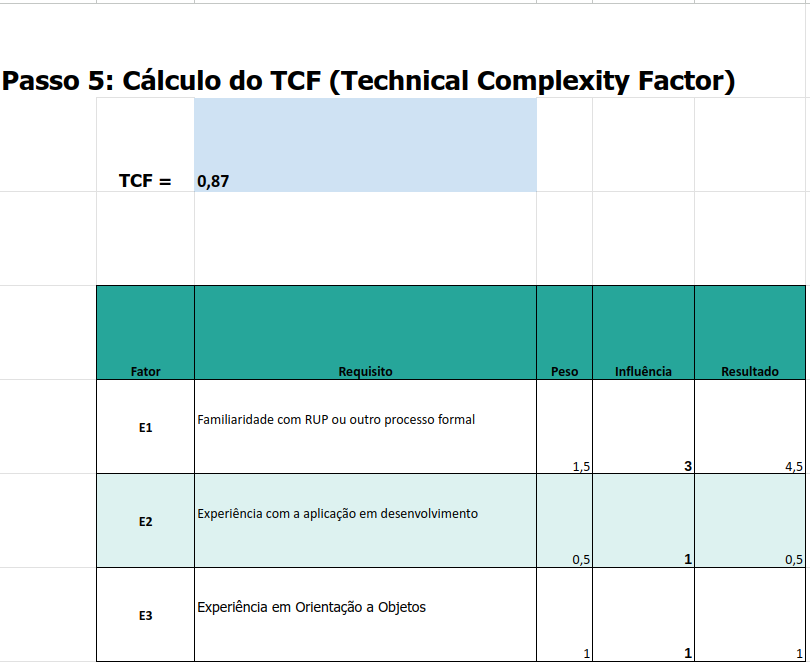 Passo 5: Cálculo do TCF (Technical Complexity Factor)
TCF = 0,87
Fator Requisito Peso Influência Resultado
E1 Familiaridade com RUP ou outro processo formal 1,5 3 4,5
E2 Experiência com a aplicação em desenvolvimento 0,5 1 0,5
E3 Experiência em Orientação a Objetos 1 1 1